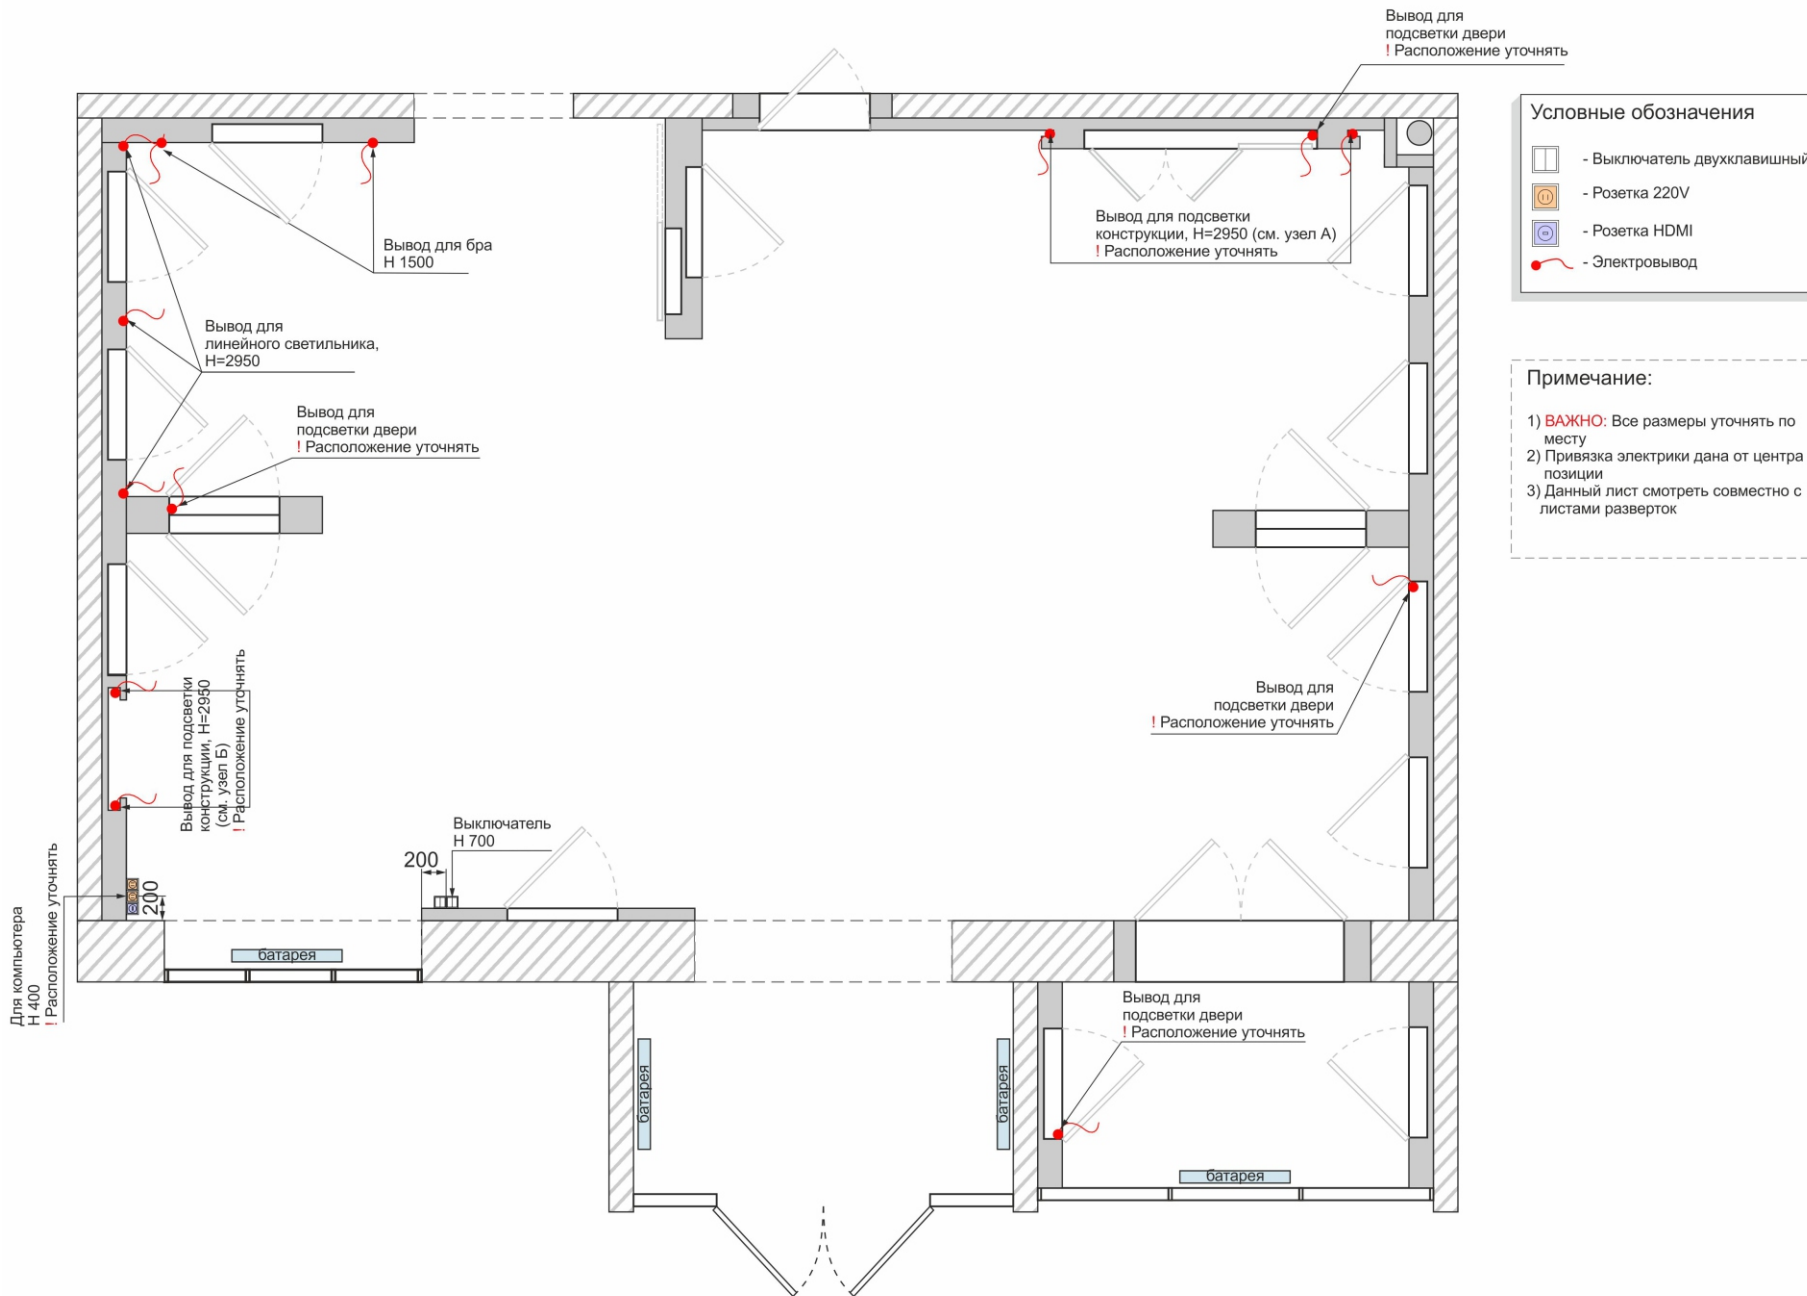 Вывод для
подсветки двери
! Расположение уточнять
Условные обозначения
- Выключатель двухклавишный
- Розетка 220V
- Розетка HDMI
- Электровывод
Вывод для подсветки
конструкции, H=2950 (см. узел А)
! Расположение уточнять
Вывод для бра
H 1500
Вывод для
линейного светильника,
H=2950
Вывод для
подсветки двери
! Расположение уточнять
Примечание:
1) ВАЖНО: Все размеры уточнять по
месту
2) Привязка электрики дана от центра
позиции
3) Данный лист смотреть совместно с
листами разверток
Вывод для подсветки
конструкции, H=2950
(см. узел Б)
! Расположение уточнять
Вывод для
подсветки двери
! Расположение уточнять
Выключатель
H 700
200
200
Для компьютера
H 400
! Расположение уточнять
батарея
Вывод для
подсветки двери
! Расположение уточнять
батарея
батарея
батарея